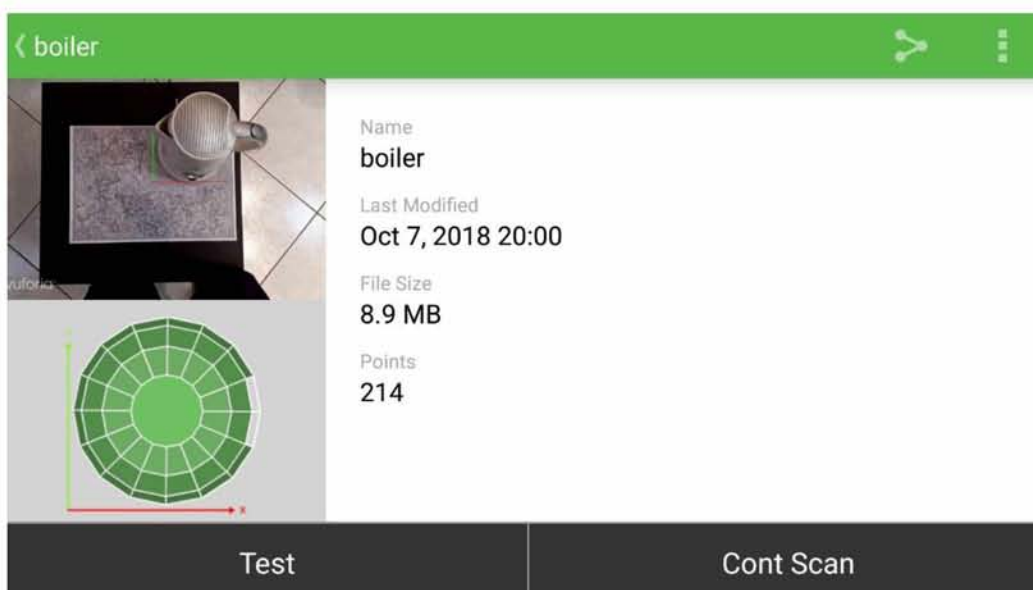 boiler
Name
boiler
Last Modified
Oct 7, 2018 20:00
vuforia
File Size
8.9 MB
Points
214
x
Test
Cont Scan